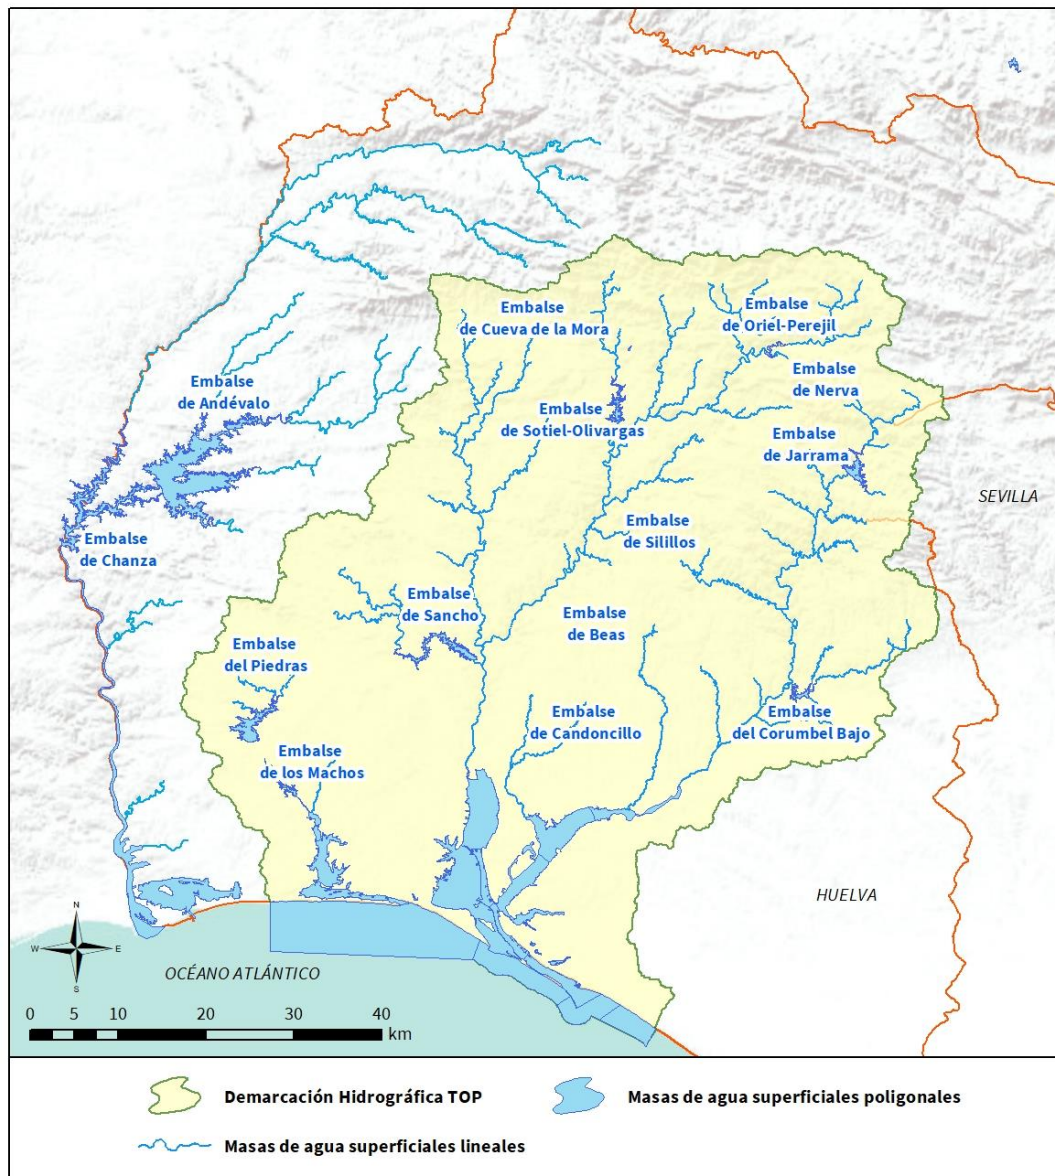 Embalse
de Cueva de la Mora
Embalse
de Oriel-Perejil
Embalse
de Nerva
Embalse
de Andévalo
Embalse
de Sotiel-Olivargas
Embalse
de Jarrama
SEVILLA
Embalse
de Chanza
Embalse
de Silillos
Embalse
de Sancho
Embalse
de Beas
Embalse
del Piedras
Embalse
de Candoncillo
Embalse
del Corumbel Bajo
Embalse
de los Machos
HUELVA
N
W
E
S
OCÉANO ATLÁNTICO
0 5 10 20 30 40
km
Demarcación Hidrográfica TOP
Masas de agua superficiales poligonales
Masas de agua superficiales lineales